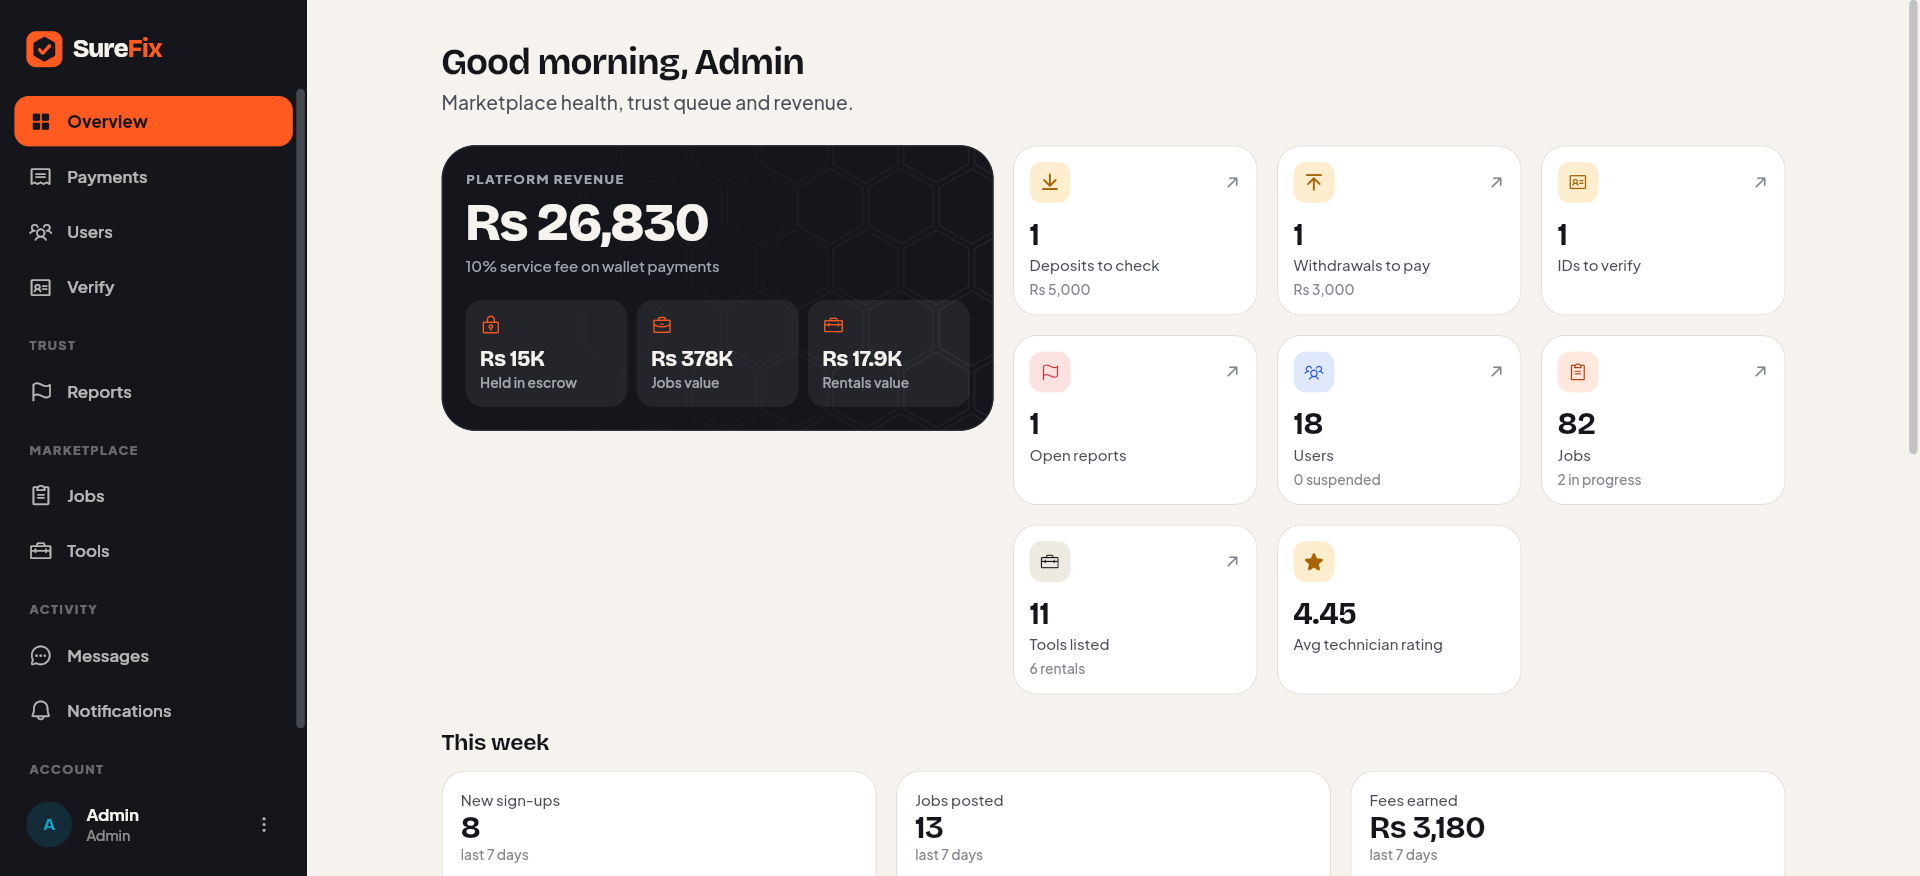 SureFix
Overview
Payments
Users
Verify
TRUST
Reports
MARKETPLACE
Jobs
Tools
ACTIVITY
Messages
Notifications
ACCOUNT
A
Admin
Admin
Good morning, Admin
Marketplace health, trust queue and revenue.
PLATFORM REVENUE
Rs 26,830
10% service fee on wallet payments
Rs 15K
Held in escrow
Rs 378K
Jobs value
Rs 17.9K
Rentals value
1
Deposits to check
Rs 5,000
1
Withdrawals to pay
Rs 3,000
1
IDs to verify
1
Open reports
18
Users
0 suspended
82
Jobs
2 in progress
11
Tools listed
6 rentals
4.45
Avg technician rating
This week
New sign-ups
8
last 7 days
Jobs posted
13
last 7 days
Fees earned
Rs 3,180
last 7 days